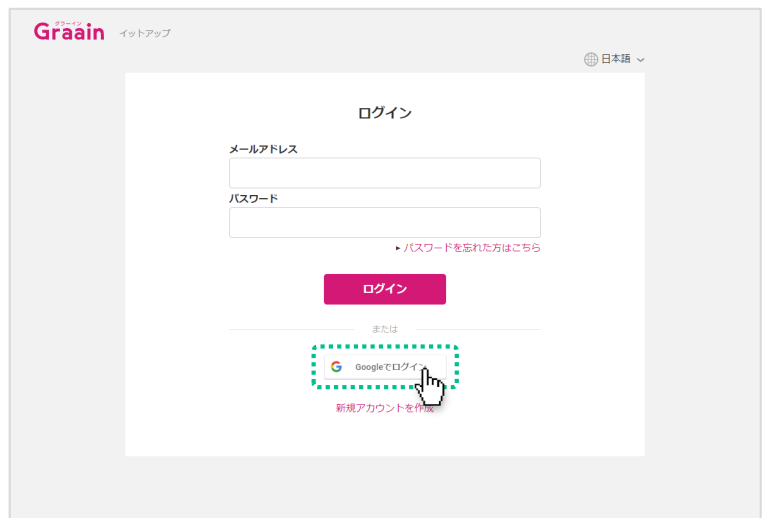 グラーイン
Graain イットアップ
日本語
ログイン
メールアドレス
パスワード
パスワードを忘れた方はこちら
ログイン
または
Googleでログイン
新規アカウントを作成